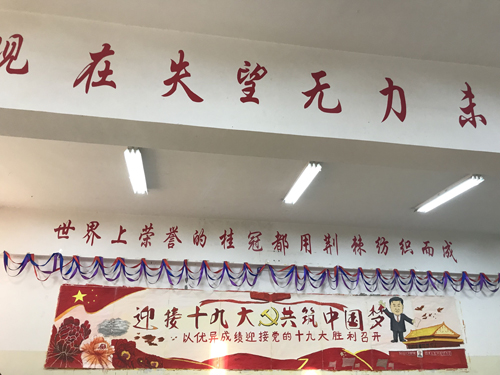 现在失望无力未
世界上荣誉的桂冠都用荆棘纺织而成
迎接十九大共筑中国梦
以优异成绩迎接党的十九大胜利召开